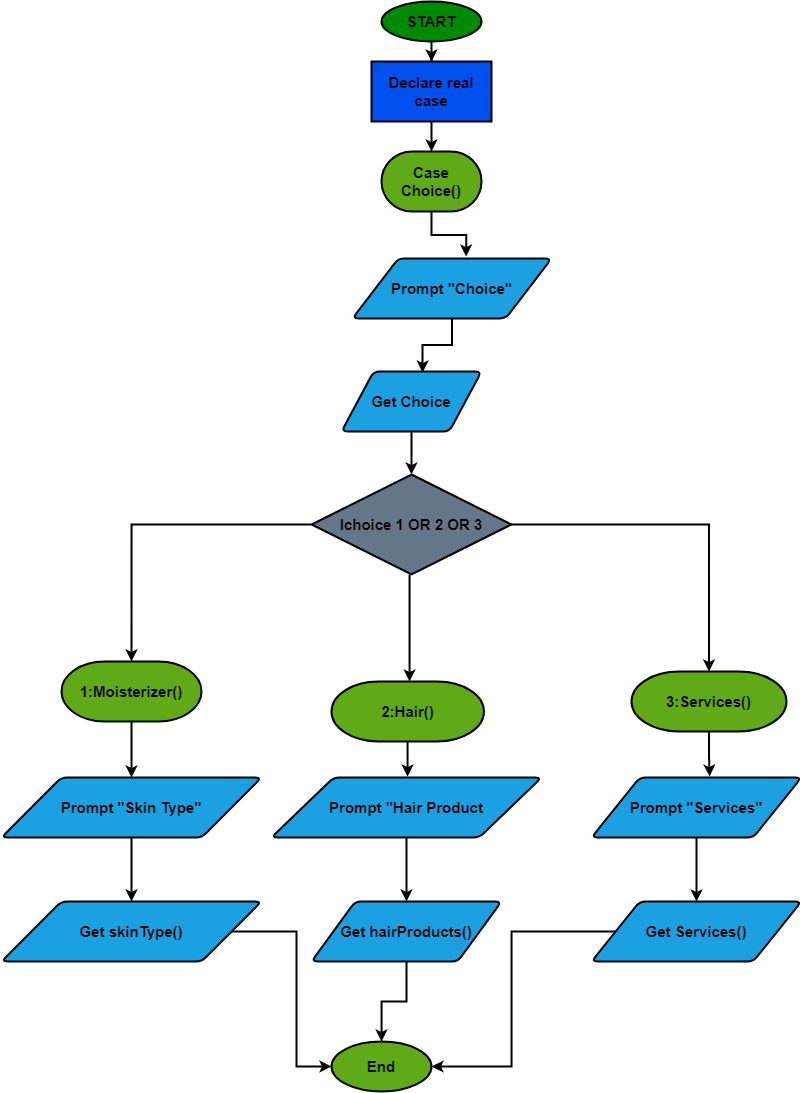 START
Declare real
case
Case
Choice()
Prompt "Choice"
Get Choice
Ichoice 1 OR 2 OR 3
1:Moisterizer()
2:Hair()
3:Services()
Prompt "Skin Type"
Prompt "Hair Product
Prompt "Services"
Get skinType()
Get hairProducts()
Get Services()
End